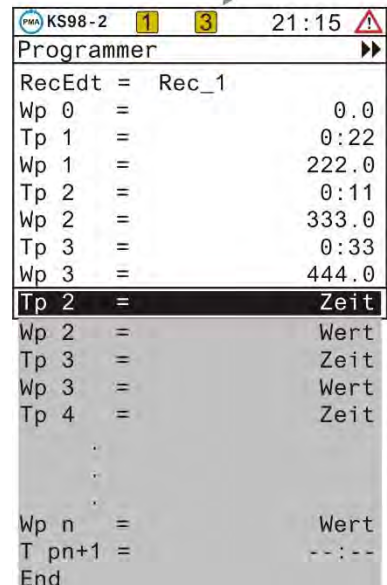 PMA KS98-2 1 3 21:15
Programmer
RecEdt = Rec_1
Wp 0 = 0.0
Tp 1 = 0:22
Wp 1 = 222.0
Tp 2 = 0:11
Wp 2 = 333.0
Tp 3 = 0:33
Wp 3 = 444.0
Tp 2 = Zeit
Wp 2 = Wert
Tp 3 = Zeit
Wp 3 = Wert
Tp 4 = Zeit
.
.
.
Wp n = Wert
T pn+1 = --:--
End